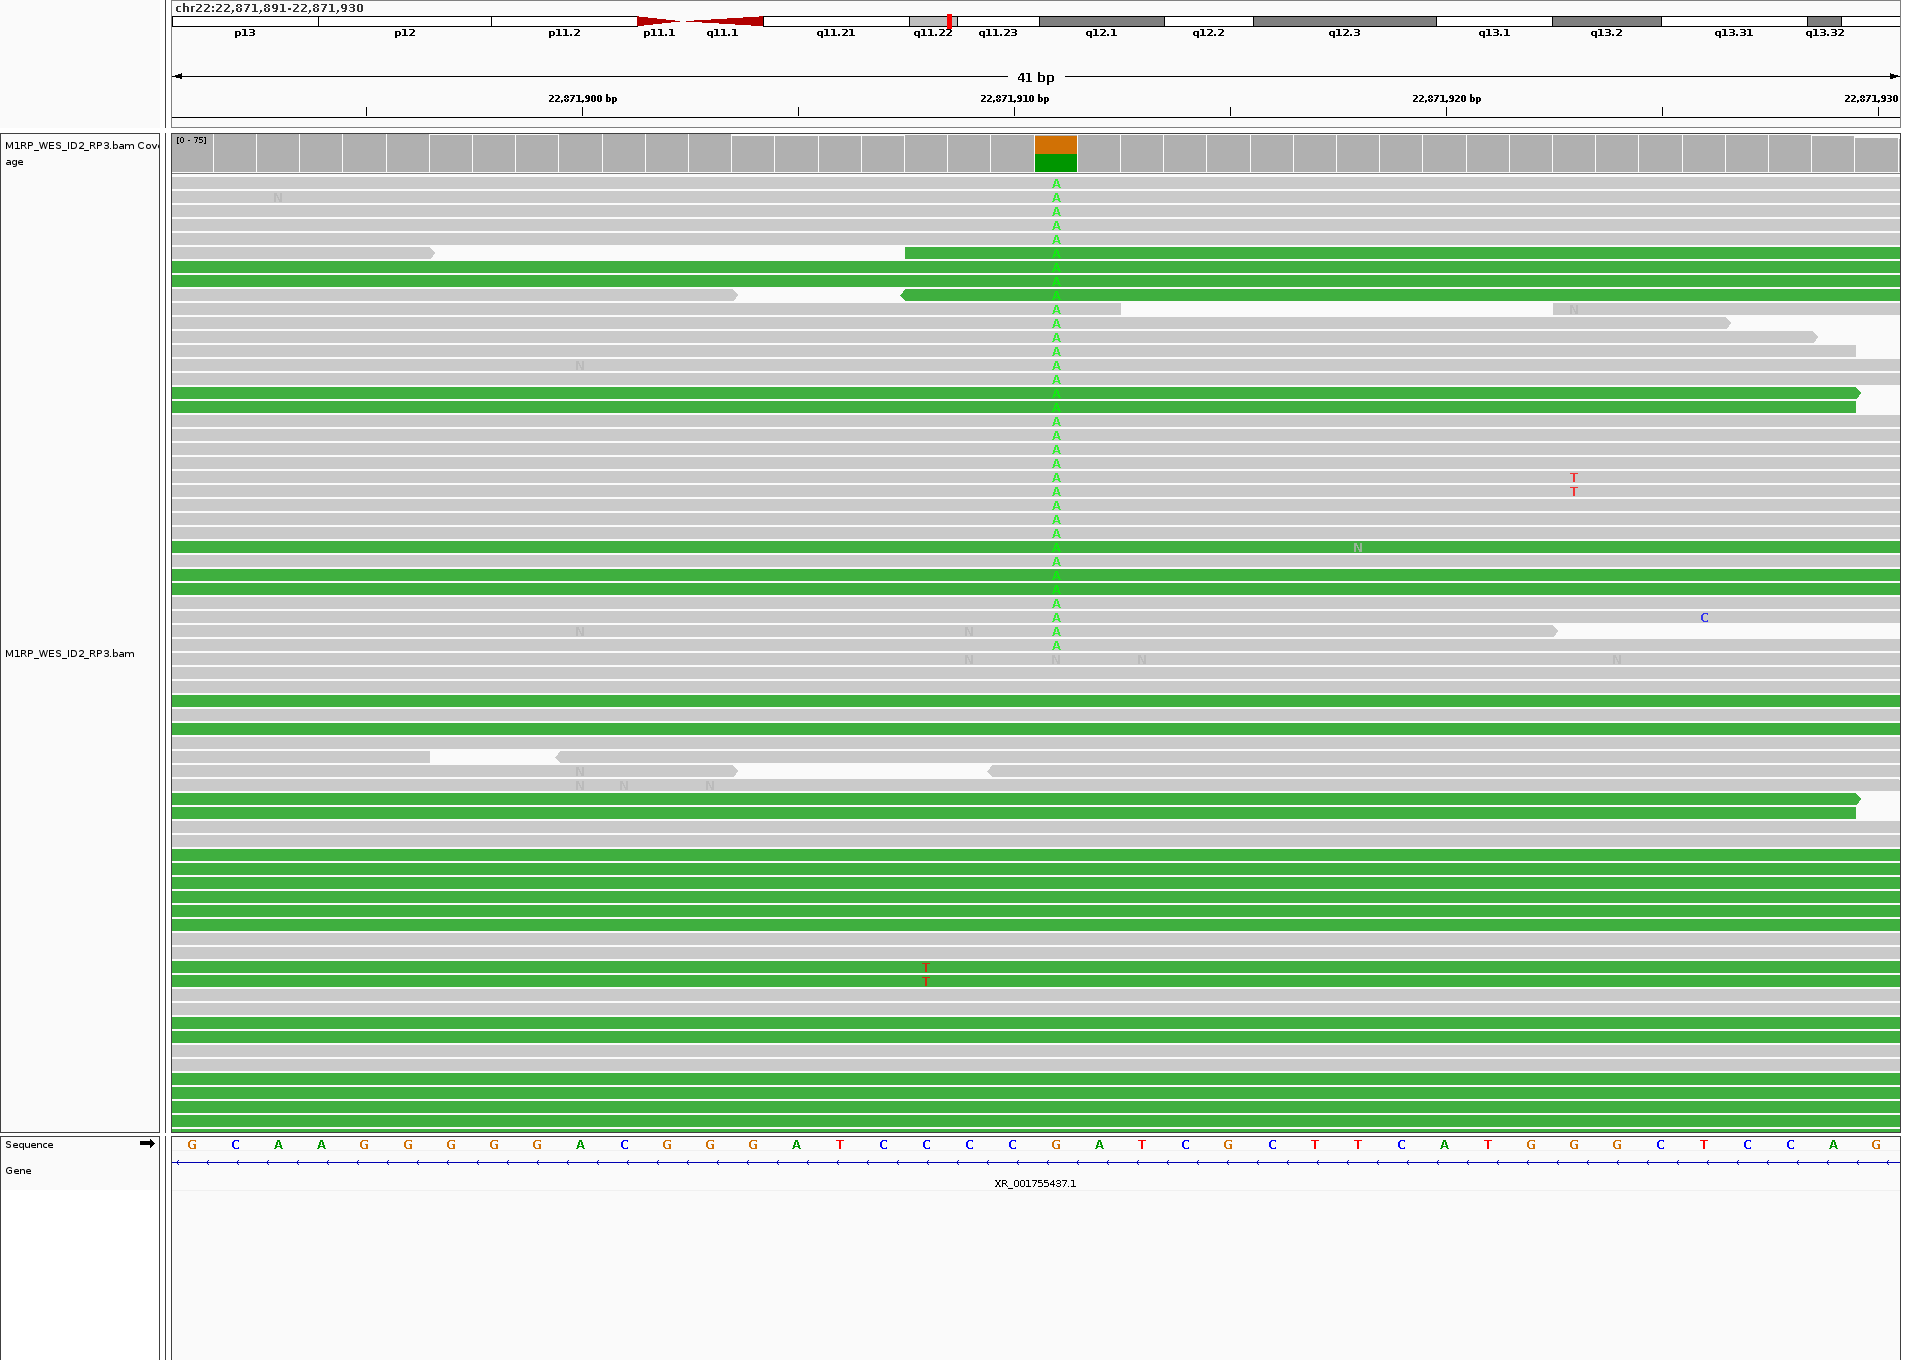 chr22:22,871,891-22,871,930
p13 p12 p11.2 p11.1 q11.1 q11.21 q11.22 q11.23 q12.1 q12.2 q12.3 q13.1 q13.2 q13.31 q13.32
41 bp
22,871,900 bp 22,871,910 bp 22,871,920 bp 22,871,930
M1RP_WES_ID2_RP3.bam Cov
age
[0 - 75]
A
N A
A
A
A
A
A
A
A
A N
A
A
A
N A
A
A
A
A
A
A
A
A T
A T
A
A
A
A N
A
A
A
A
A C
N N A
A
M1RP_WES_ID2_RP3.bam
N N N N
N
N N N
T
T
Sequence
G C A A G G G G G A C G G G A T C C C C G A T C G C T T C A T G G G C T C C A G
Gene
XR_001755437.1